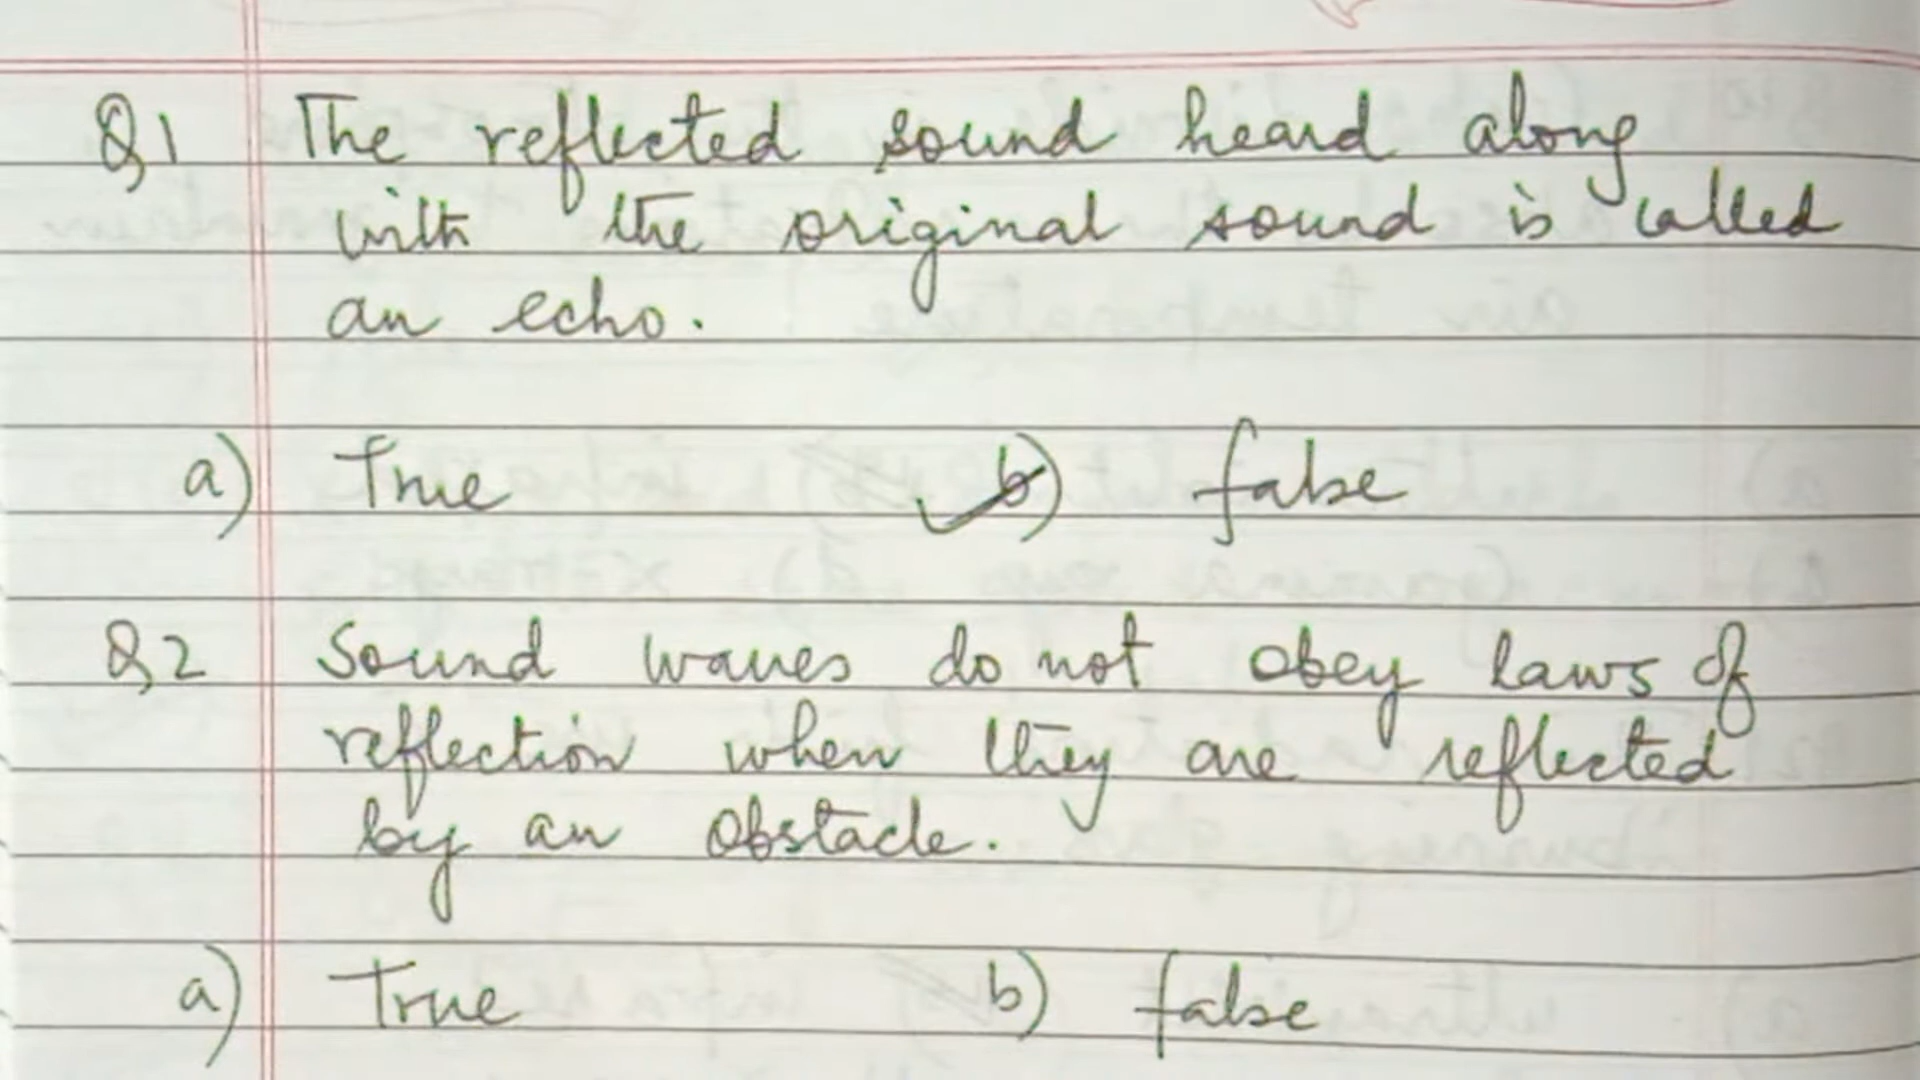 Q1 The reflected sound heard along
with the original sound is called
an echo.
a) True b) false
Q2 Sound waves do not obey laws of
reflection when they are reflected
by an obstacle.
a) True b) false